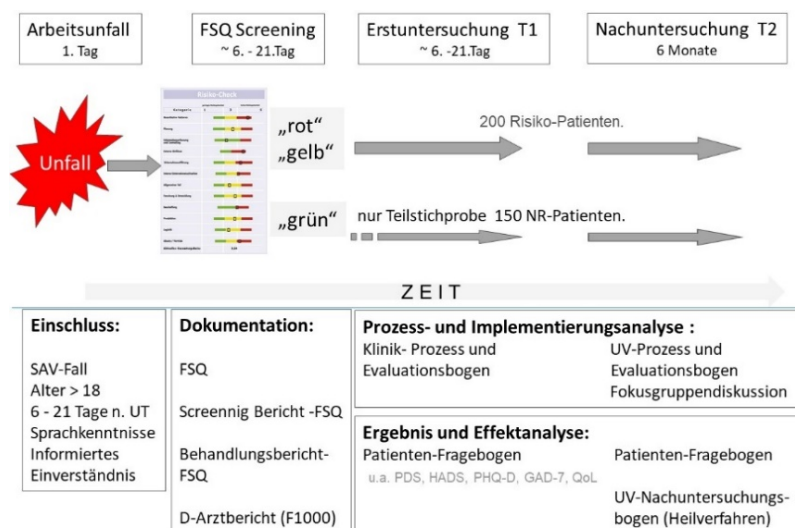 Arbeitsunfall
1. Tag
FSQ Screening
~ 6. - 21.Tag
Erstuntersuchung T1
~ 6. -21.Tag
Nachuntersuchung T2
6 Monate
Unfall
Risiko-Check
„rot“
„gelb“
„grün“
200 Risiko-Patienten.
nur Teilstichprobe 150 NR-Patienten.
Z E I T
Einschluss:
SAV-Fall
Alter > 18
6 - 21 Tage n. UT
Sprachkenntnisse
Informiertes
Einverständnis
Dokumentation:
FSQ
Screennig Bericht -FSQ
Behandlungsbericht-
FSQ
D-Arztbericht (F1000)
Prozess- und Implementierungsanalyse :
Klinik- Prozess und
Evaluationsbogen
UV-Prozess und
Evaluationsbogen
Fokusgruppendiskussion
Ergebnis und Effektanalyse:
Patienten-Fragebogen
u.a. PDS, HADS, PHQ-D, GAD-7, QoL
Patienten-Fragebogen
UV-Nachuntersuchungs-
bogen (Heilverfahren)